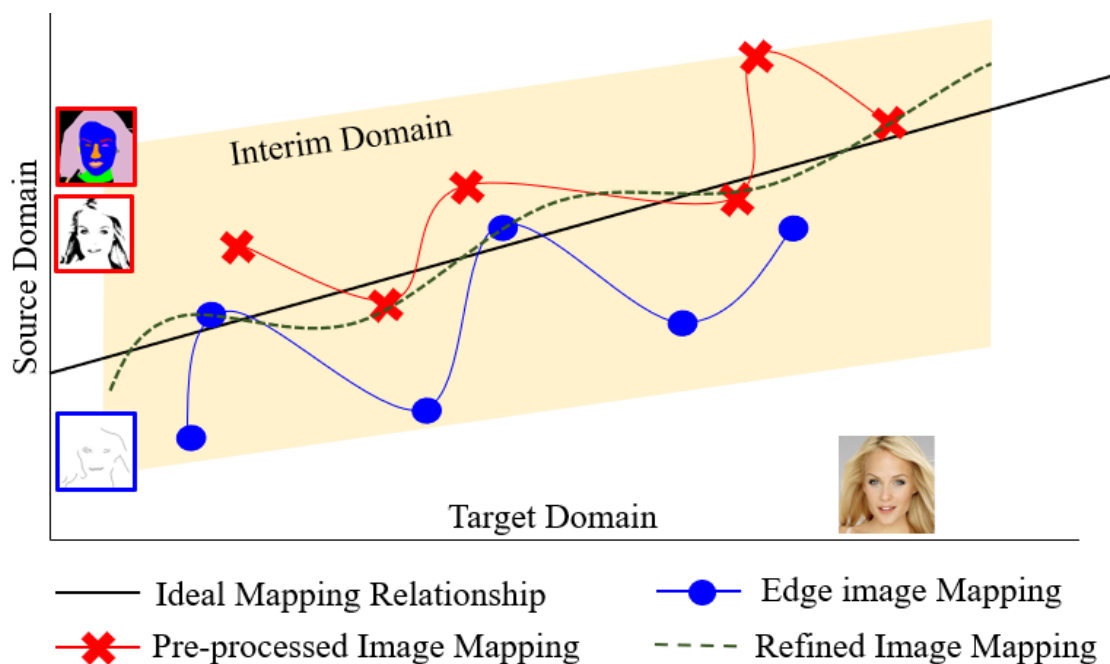 Interim Domain
Source Domain
Target Domain
Ideal Mapping Relationship
Edge image Mapping
Pre-processed Image Mapping
Refined Image Mapping